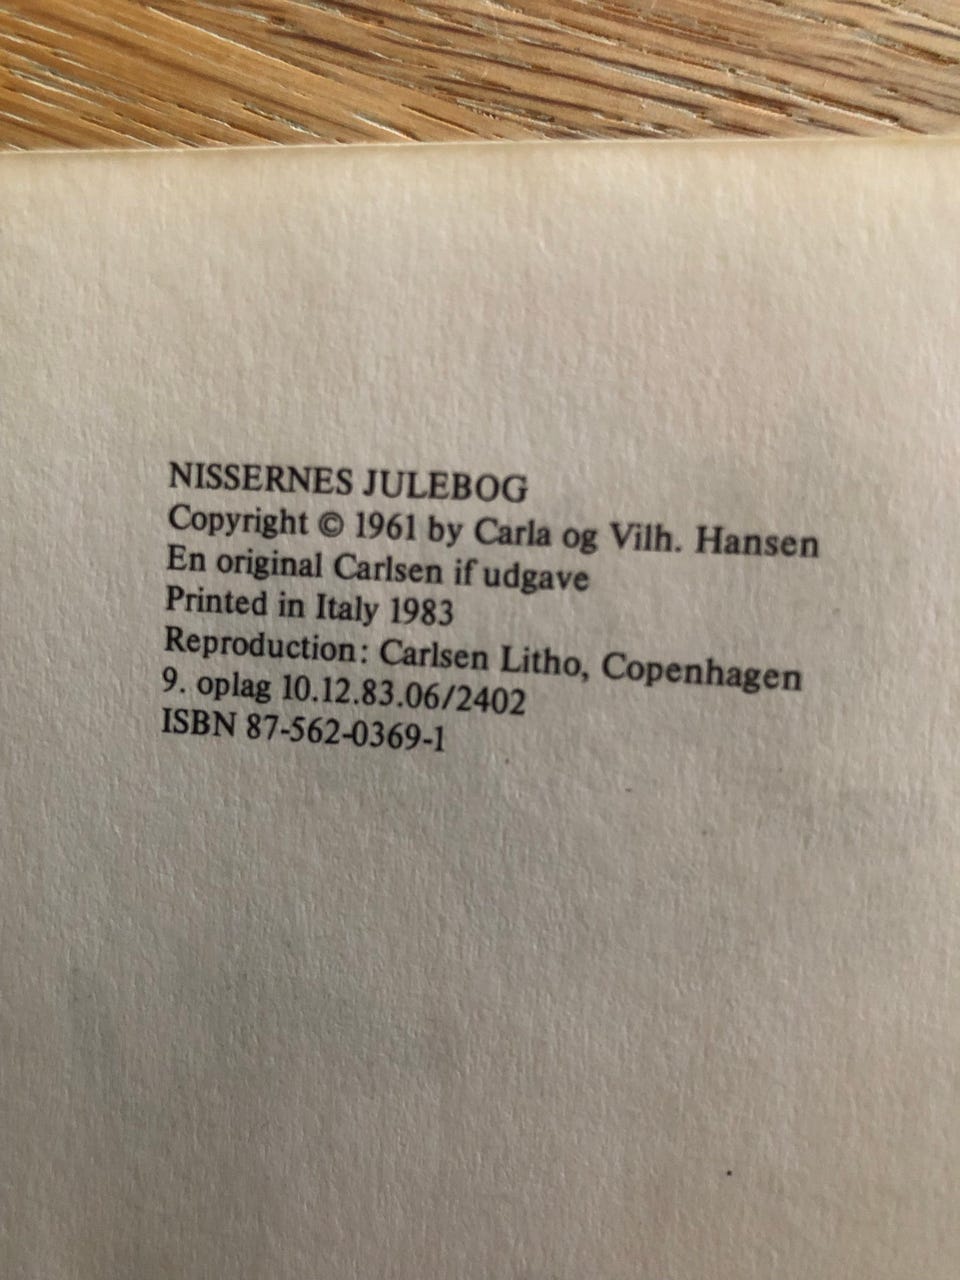 NISSERNES JULEBOG
Copyright © 1961 by Carla og Vilh. Hansen
En original Carlsen if udgave
Printed in Italy 1983
Reproduction: Carlsen Litho, Copenhagen
9. oplag 10.12.83.06/2402
ISBN 87-562-0369-1